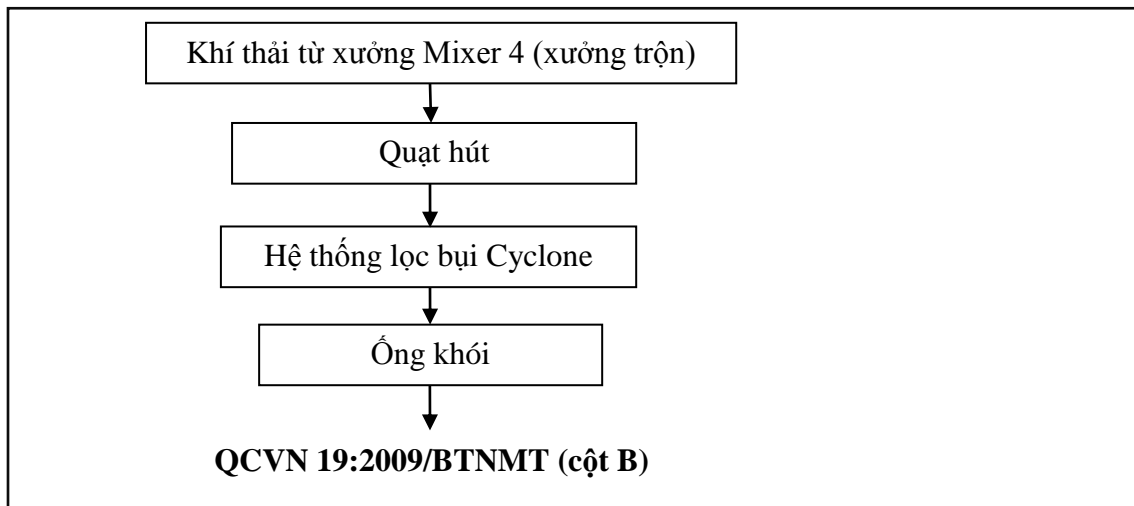 Khí thải từ xưởng Mixer 4 (xưởng trộn)
Quạt hút
Hệ thống lọc bụi Cyclone
Ống khói
QCVN 19:2009/BTNMT (cột B)